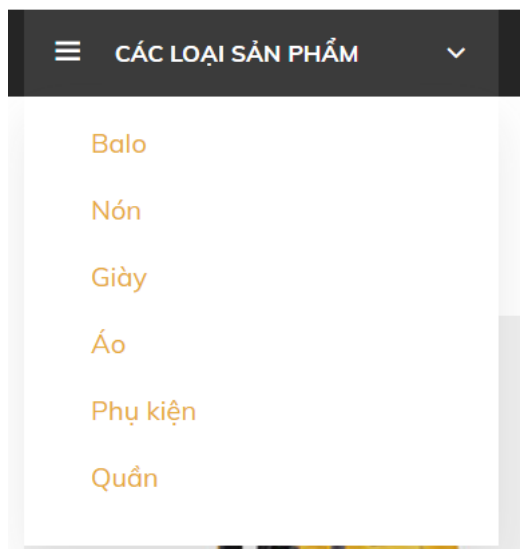 CÁC LOẠI SẢN PHẨM
Balo
Nón
Giày
Áo
Phụ kiện
Quần